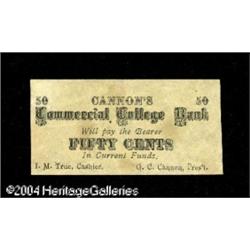 50 CANNON'S 50
Commercial College Bank
Will pay the Bearer
FIFTY CENTS
In Current Funds.
I. M. True, Cashier. G. C. Cannon, Pres't.
©2004 HeritageGalleries